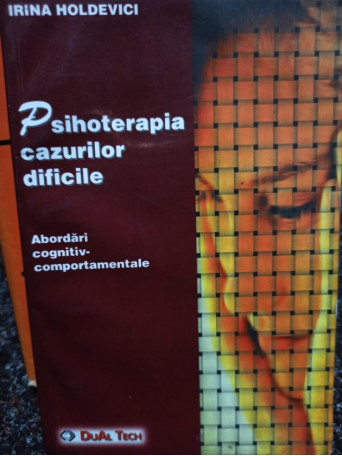 IRINA HOLDEVICI
Psihoterapia
cazurilor
dificile
Abordări
cognitiv-
comportamentale
DUAL TECH